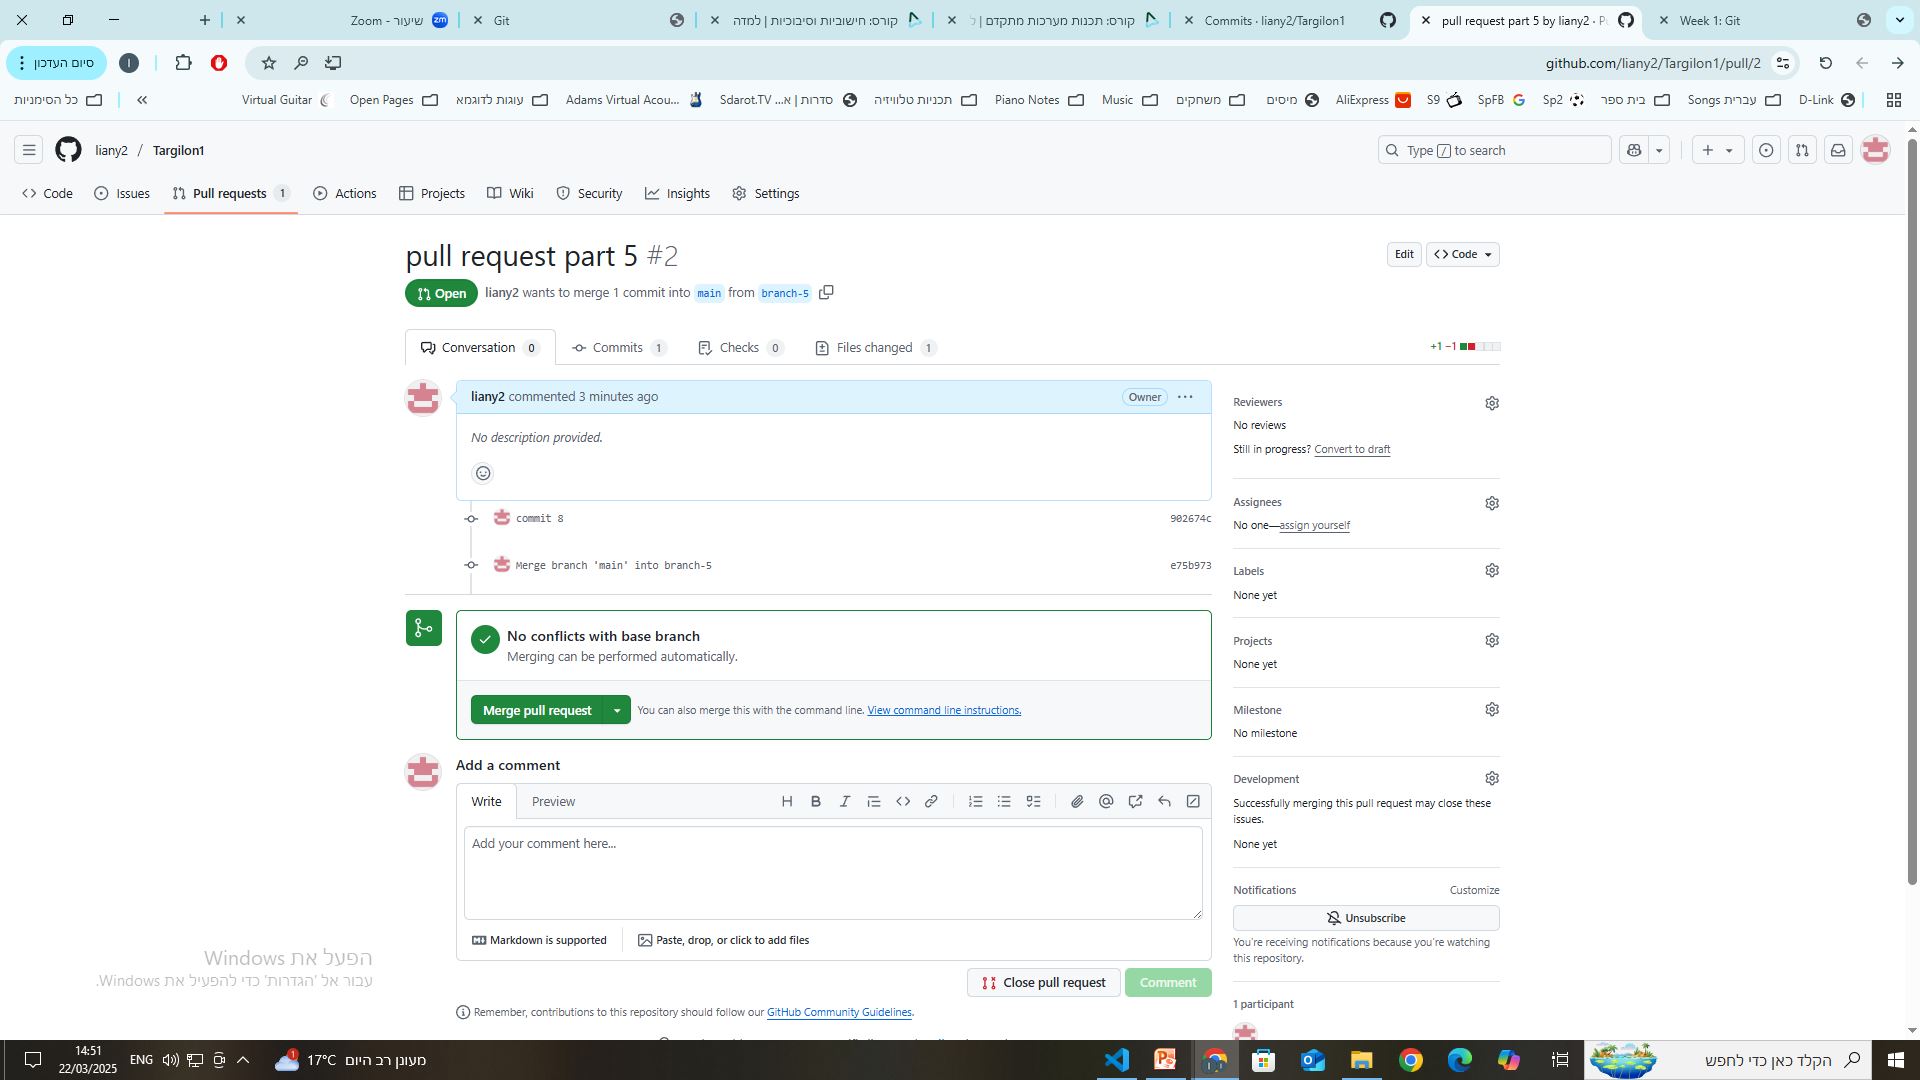 Zoom - שיעור
Git
קורס: חישוביות וסיבוכיות | למדה
קורס: תכנות מערכות מתקדם | ל
Commits · liany2/Targilon1
pull request part 5 by liany2 · Pu
Week 1: Git
סיום העדכון
github.com/liany2/Targilon1/pull/2
כל הסימניות
Virtual Guitar
Open Pages
עוגות לדוגמא
Adams Virtual Acou...
Sdarot.TV סדרות | א...
תכניות טלוויזיה
Piano Notes
Music
משחקים
מיסים
AliExpress
S9
SpFB
Sp2
בית ספר
Songs עברית
D-Link
liany2 / Targilon1
Type / to search
Code
Issues
Pull requests 1
Actions
Projects
Wiki
Security
Insights
Settings
pull request part 5 #2
Edit
Code
Open
liany2 wants to merge 1 commit into main from branch-5
Conversation 0
Commits 1
Checks 0
Files changed 1
+1 −1
liany2 commented 3 minutes ago
Owner
No description provided.
commit 8
902674c
Merge branch 'main' into branch-5
e75b973
No conflicts with base branch
Merging can be performed automatically.
Merge pull request
You can also merge this with the command line. View command line instructions.
Add a comment
Write
Preview
Add your comment here...
Markdown is supported
Paste, drop, or click to add files
Close pull request
Comment
Remember, contributions to this repository should follow our GitHub Community Guidelines.
Reviewers
No reviews
Still in progress? Convert to draft
Assignees
No one—assign yourself
Labels
None yet
Projects
None yet
Milestone
No milestone
Development
Successfully merging this pull request may close these
issues.
None yet
Notifications
Customize
Unsubscribe
You're receiving notifications because you're watching
this repository.
1 participant
הפעל את Windows
עבור אל 'הגדרות' כדי להפעיל את Windows.
14:51
22/03/2025
ENG
1
17°C מעונן רב היום
הקלד כאן כדי לחפש